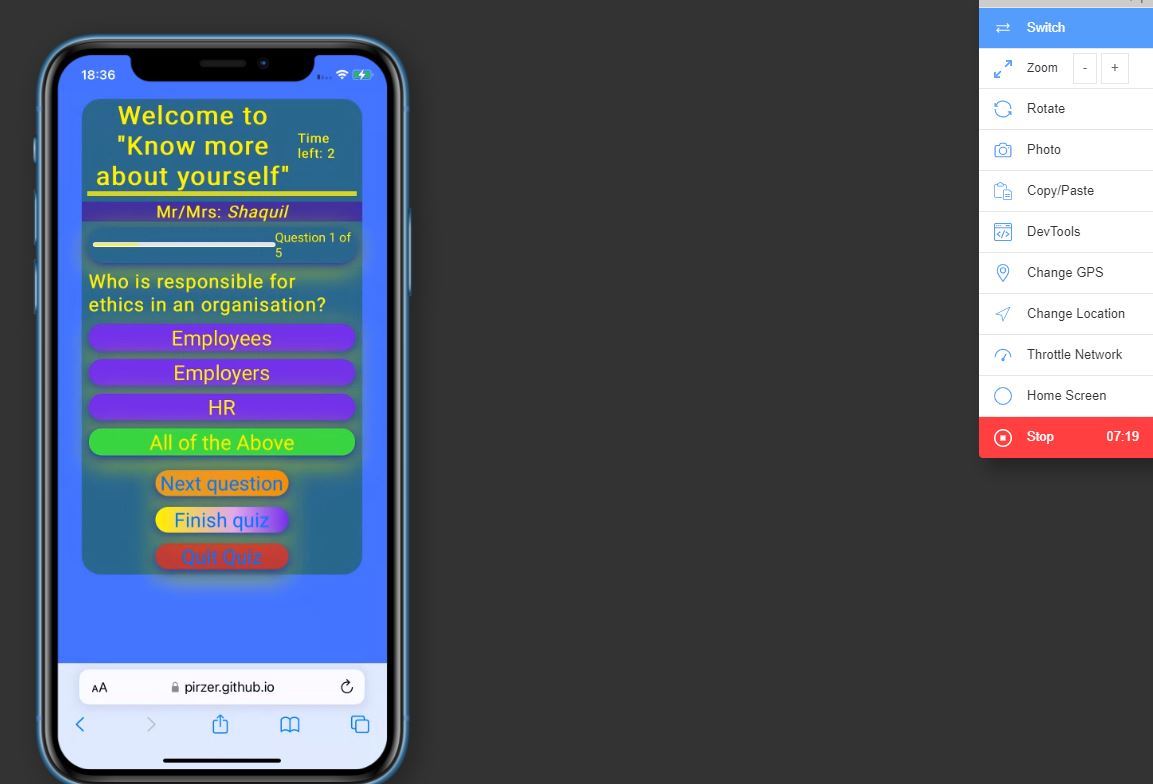 18:36
Welcome to
"Know more
about yourself"
Time
left: 2
Mr/Mrs: Shaquil
Question 1 of
5
Who is responsible for
ethics in an organisation?
Employees
Employers
HR
All of the Above
Next question
Finish quiz
Quit Quiz
AA
pirzer.github.io
Switch
Zoom - +
Rotate
Photo
Copy/Paste
DevTools
Change GPS
Change Location
Throttle Network
Home Screen
Stop 07:19